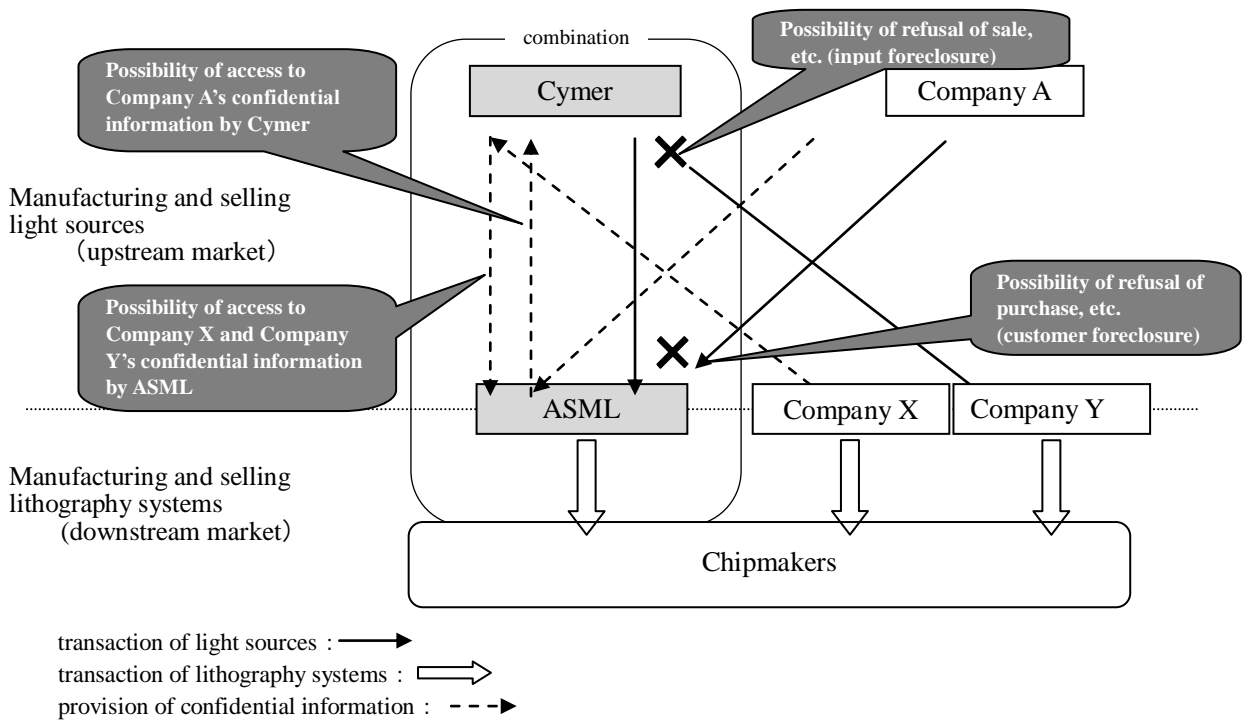 combination
Possibility of refusal of sale,
etc. (input foreclosure)
Possibility of access to
Company A’s confidential
information by Cymer
Cymer
Company A
Manufacturing and selling
light sources
（upstream market）
Possibility of refusal of
purchase, etc.
(customer foreclosure)
Possibility of access to
Company X and Company
Y’s confidential information
by ASML
ASML
Company X
Company Y
Manufacturing and selling
lithography systems
(downstream market）
Chipmakers
transaction of light sources :
transaction of lithography systems :
provision of confidential information :